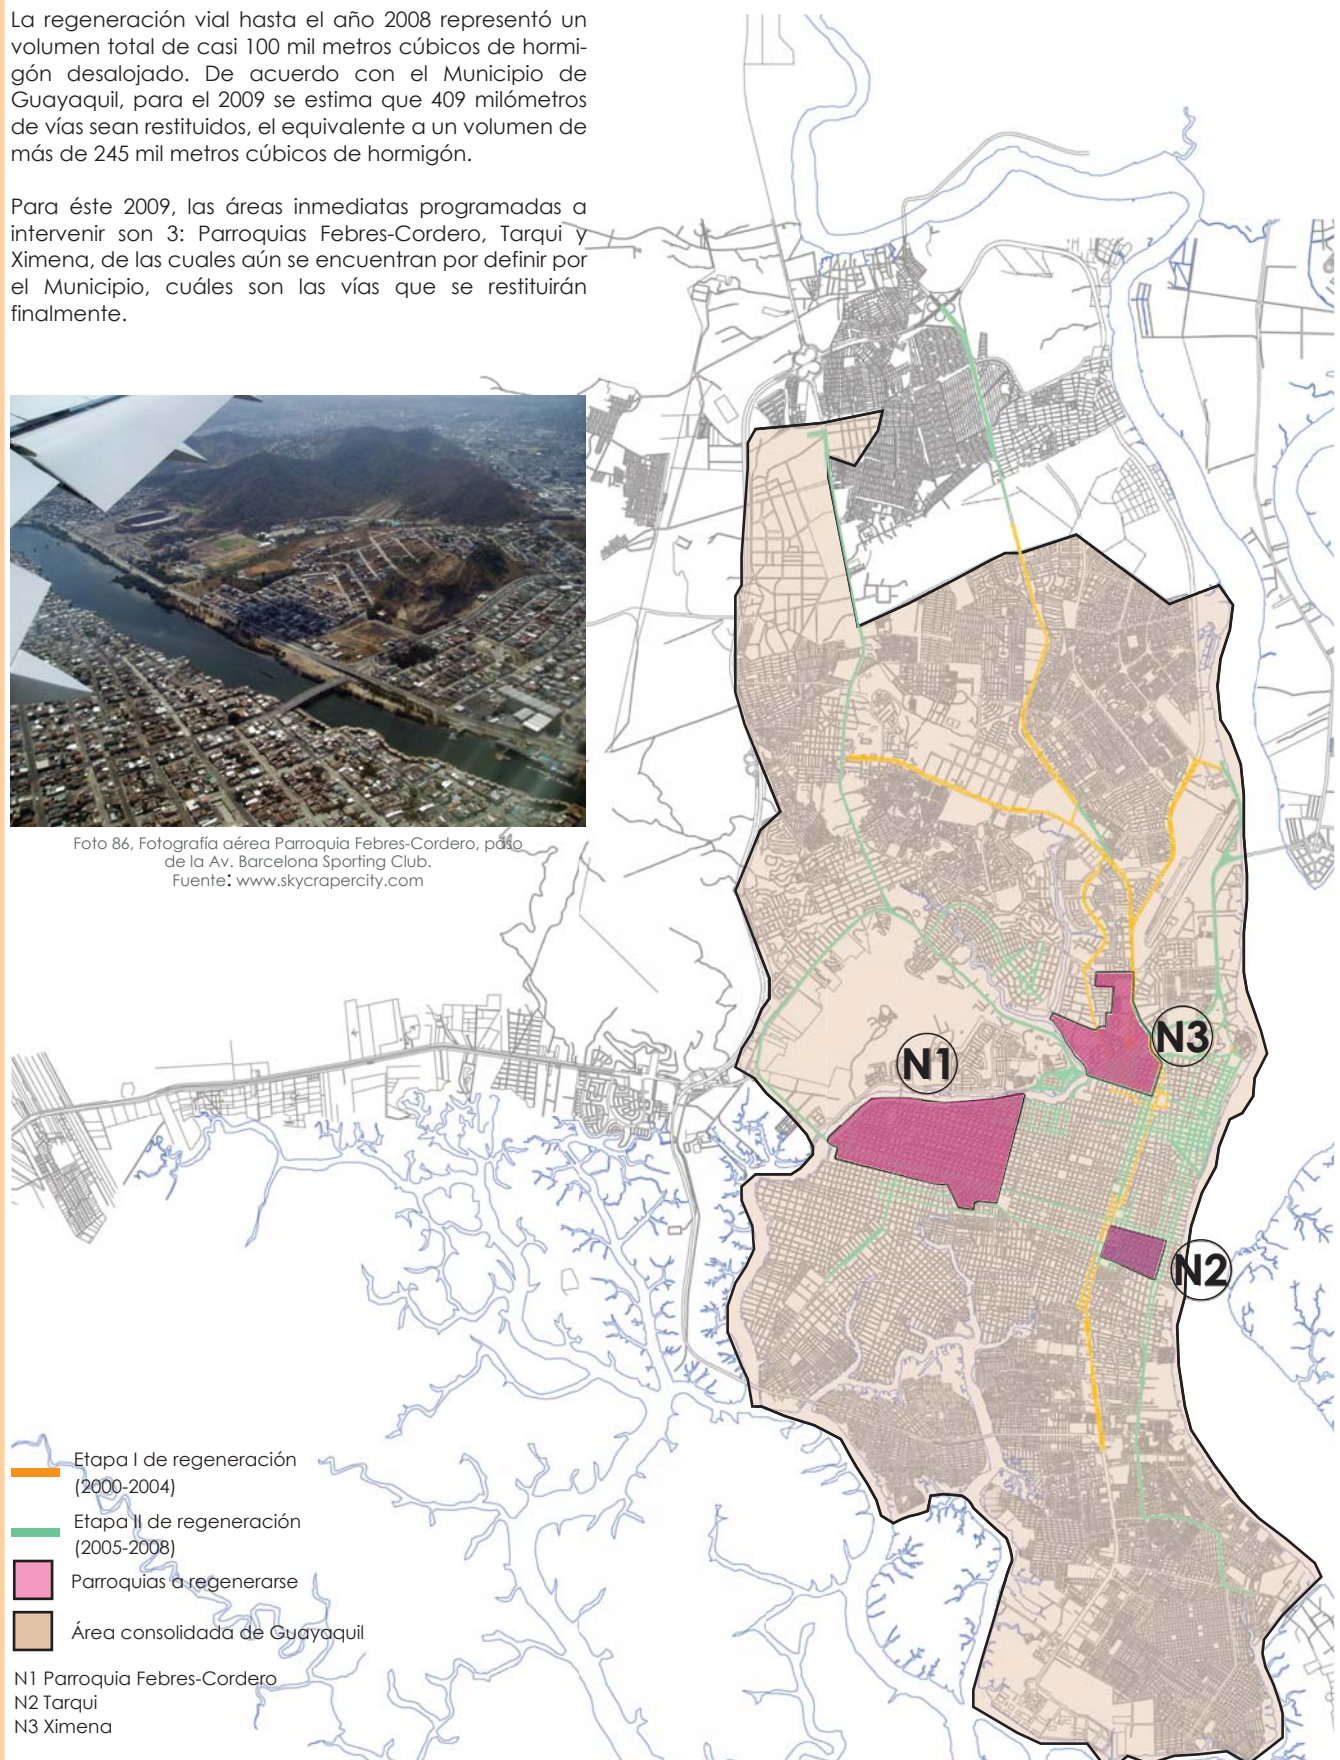 La regeneración vial hasta el año 2008 representó un
volumen total de casi 100 mil metros cúbicos de hormi-
gón desalojado. De acuerdo con el Municipio de
Guayaquil, para el 2009 se estima que 409 milómetros
de vías sean restituidos, el equivalente a un volumen de
más de 245 mil metros cúbicos de hormigón.
Para éste 2009, las áreas inmediatas programadas a
intervenir son 3: Parroquias Febres-Cordero, Tarqui y
Ximena, de las cuales aún se encuentran por definir por
el Municipio, cuáles son las vías que se restituirán
finalmente.
Foto 86, Fotografía aérea Parroquia Febres-Cordero, paso
de la Av. Barcelona Sporting Club.
Fuente: www.skycrapercity.com
N3
N1
N2
Etapa I de regeneración
(2000-2004)
Etapa II de regeneración
(2005-2008)
Parroquias a regenerarse
Área consolidada de Guayaquil
N1 Parroquia Febres-Cordero
N2 Tarqui
N3 Ximena